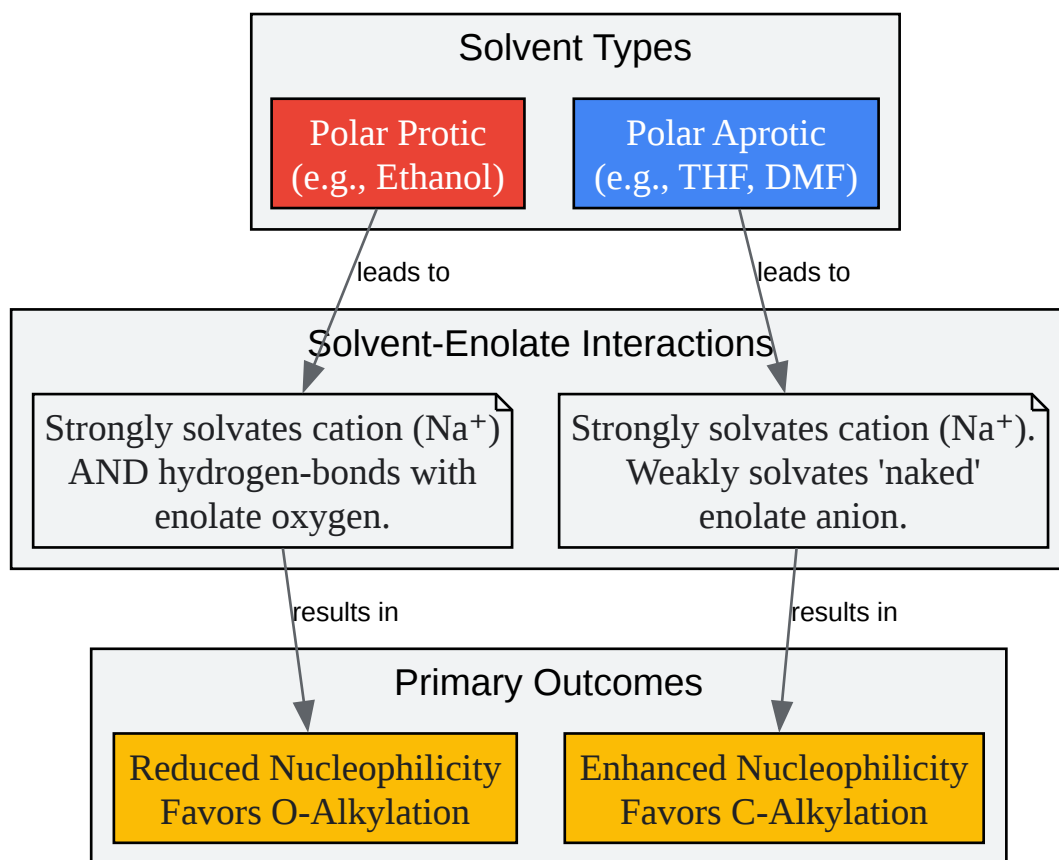 Solvent Types
Polar Protic
(e.g., Ethanol)
Polar Aprotic
(e.g., THF, DMF)
leads to
leads to
Solvent-Enolate Interactions
Strongly solvates cation (Na⁺)
AND hydrogen-bonds with
enolate oxygen.
Strongly solvates cation (Na⁺).
Weakly solvates 'naked'
enolate anion.
results in
results in
Primary Outcomes
Reduced Nucleophilicity
Favors O-Alkylation
Enhanced Nucleophilicity
Favors C-Alkylation